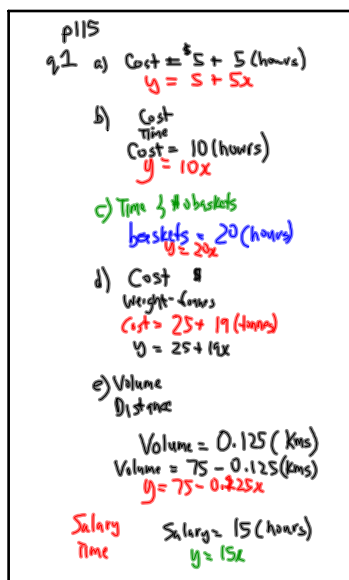 p115
q1 a) Cost = $5 + 5 (hours)
y = 5 + 5x
b) Cost
Time
Cost = 10 (hours)
y = 10x
c) Time & # baskets
baskets = 20 (hours)
y = 20x
d) Cost $
Weight - tonnes
Cost = 25 + 19 (tonnes)
y = 25 + 19x
e) Volume
Distance
Volume = 0.125 (Kms)
Volume = 75 - 0.125 (kms)
y = 75 - 0.125x
Salary Salary = 15 (hours)
Time y = 15x